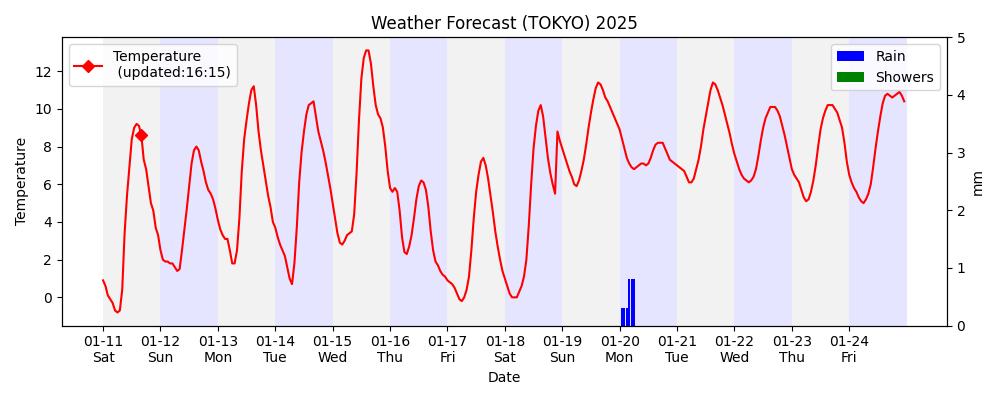 Weather Forecast (TOKYO) 2025
Temperature
(updated:16:15)
Rain
Showers
Temperature
12
10
8
6
4
2
0
5
4
3
2
1
0
mm
01-11 01-12 01-13 01-14 01-15 01-16 01-17 01-18 01-19 01-20 01-21 01-22 01-23 01-24
Sat Sun Mon Tue Wed Thu Fri Sat Sun Mon Tue Wed Thu Fri
Date